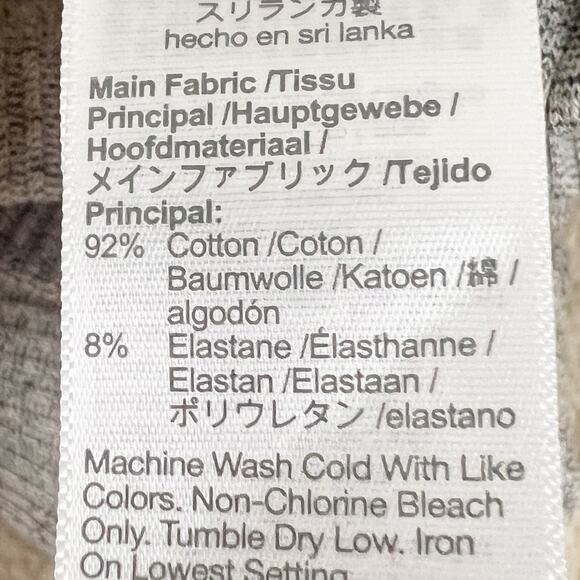 スリランカ製
hecho en sri lanka
Main Fabric /Tissu
Principal /Hauptgewebe /
Hoofdmateriaal /
メインファブリック /Tejido
Principal:
92% Cotton /Coton /
Baumwolle /Katoen /綿 /
algodón
8% Elastane /Élasthanne /
Elastan /Elastaan /
ポリウレタン /elastano
Machine Wash Cold With Like
Colors. Non-Chlorine Bleach
Only. Tumble Dry Low. Iron
On Lowest Setting